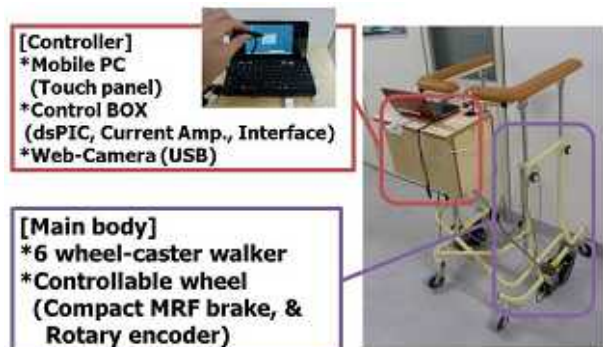 [Controller]
*Mobile PC
(Touch panel)
*Control BOX
(dsPIC, Current Amp., Interface)
*Web-Camera (USB)
[Main body]
*6 wheel-caster walker
*Controllable wheel
(Compact MRF brake, &
Rotary encoder)